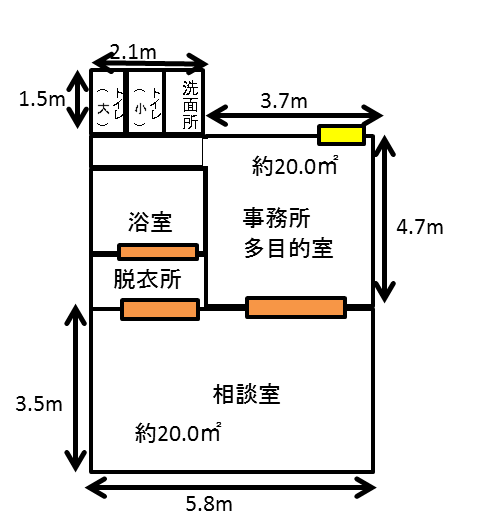 2.1m
1.5m
トイレ
(大)
トイレ
(小)
洗面所
3.7m
約20.0㎡
事務所
多目的室
4.7m
浴室
脱衣所
3.5m
相談室
約20.0㎡
5.8m